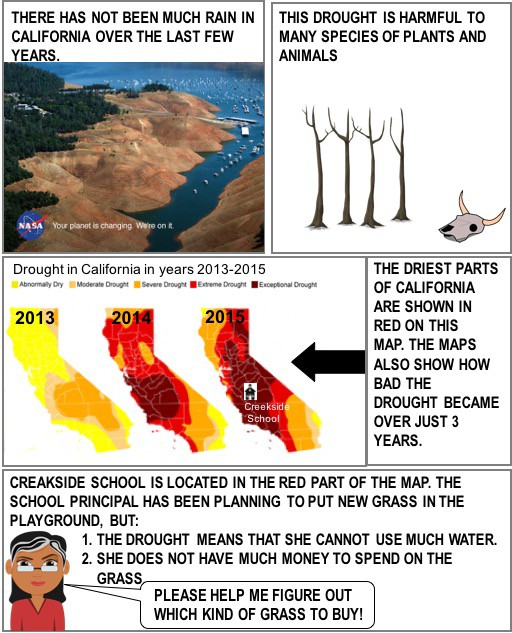 THERE HAS NOT BEEN MUCH RAIN IN
CALIFORNIA OVER THE LAST FEW
YEARS.
NASA Your planet is changing. We're on it.
THIS DROUGHT IS HARMFUL TO
MANY SPECIES OF PLANTS AND
ANIMALS
Drought in California in years 2013-2015
Abnormally Dry Moderate Drought Severe Drought Extreme Drought Exceptional Drought
2013 2014 2015
Creekside
School
THE DRIEST PARTS
OF CALIFORNIA
ARE SHOWN IN
RED ON THIS
MAP. THE MAPS
ALSO SHOW HOW
BAD THE
DROUGHT BECAME
OVER JUST 3
YEARS.
CREAKSIDE SCHOOL IS LOCATED IN THE RED PART OF THE MAP. THE
SCHOOL PRINCIPAL HAS BEEN PLANNING TO PUT NEW GRASS IN THE
PLAYGROUND, BUT:
1. THE DROUGHT MEANS THAT SHE CANNOT USE MUCH WATER.
2. SHE DOES NOT HAVE MUCH MONEY TO SPEND ON THE
GRASS
PLEASE HELP ME FIGURE OUT
WHICH KIND OF GRASS TO BUY!